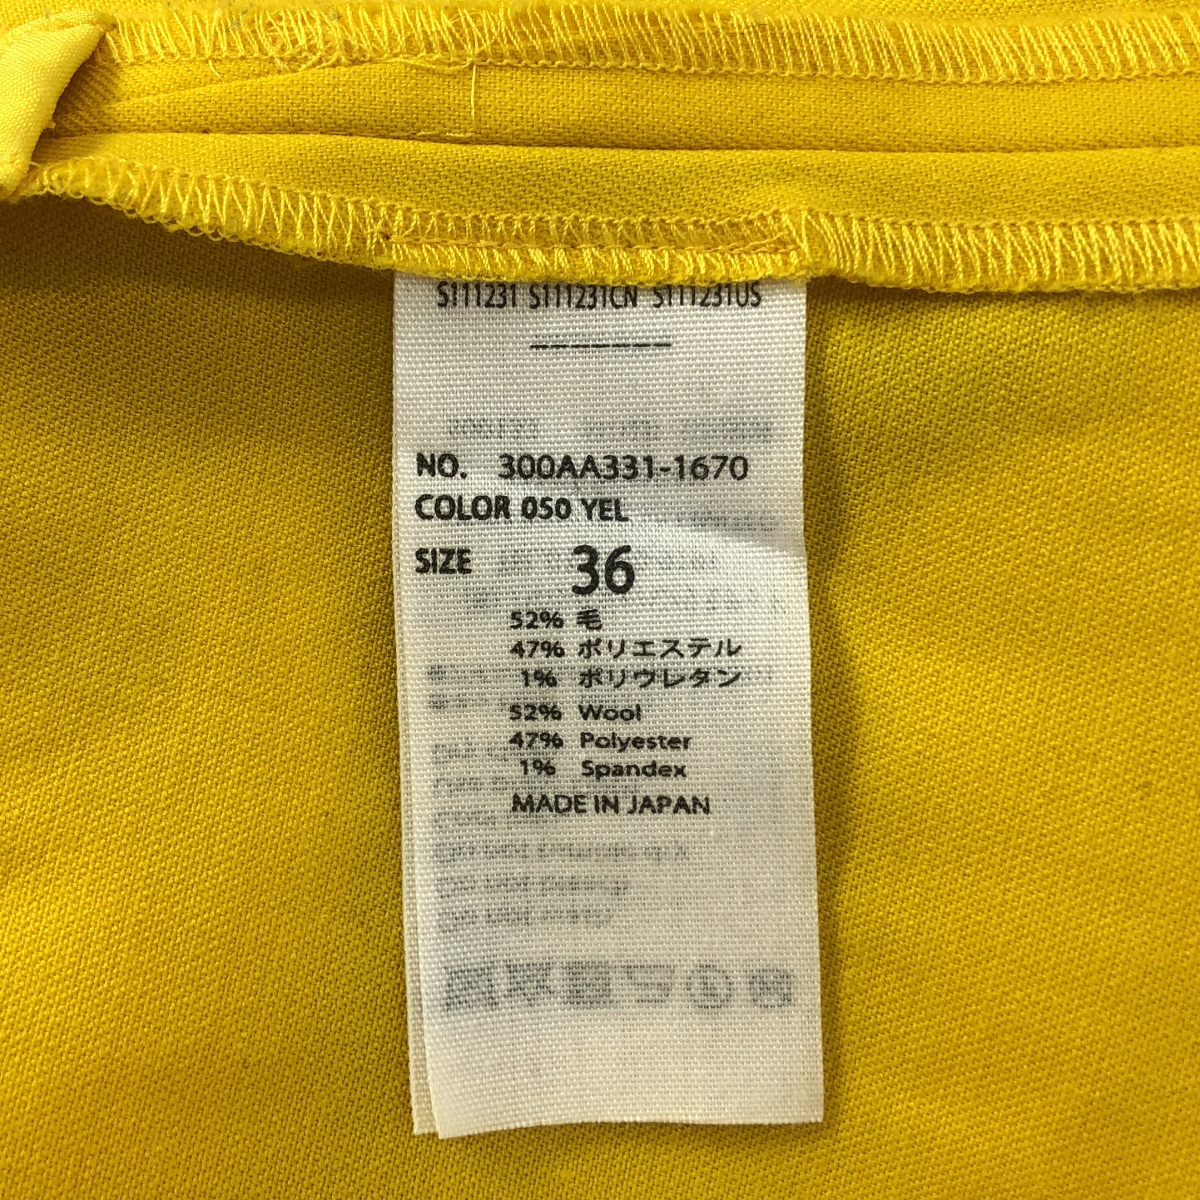 S111231 S111231CN S111231US
-------
NO. 300AA331-1670
COLOR 050 YEL
SIZE 36
52% 毛
47% ポリエステル
1% ポリウレタン
52% Wool
47% Polyester
1% Spandex
MADE IN JAPAN